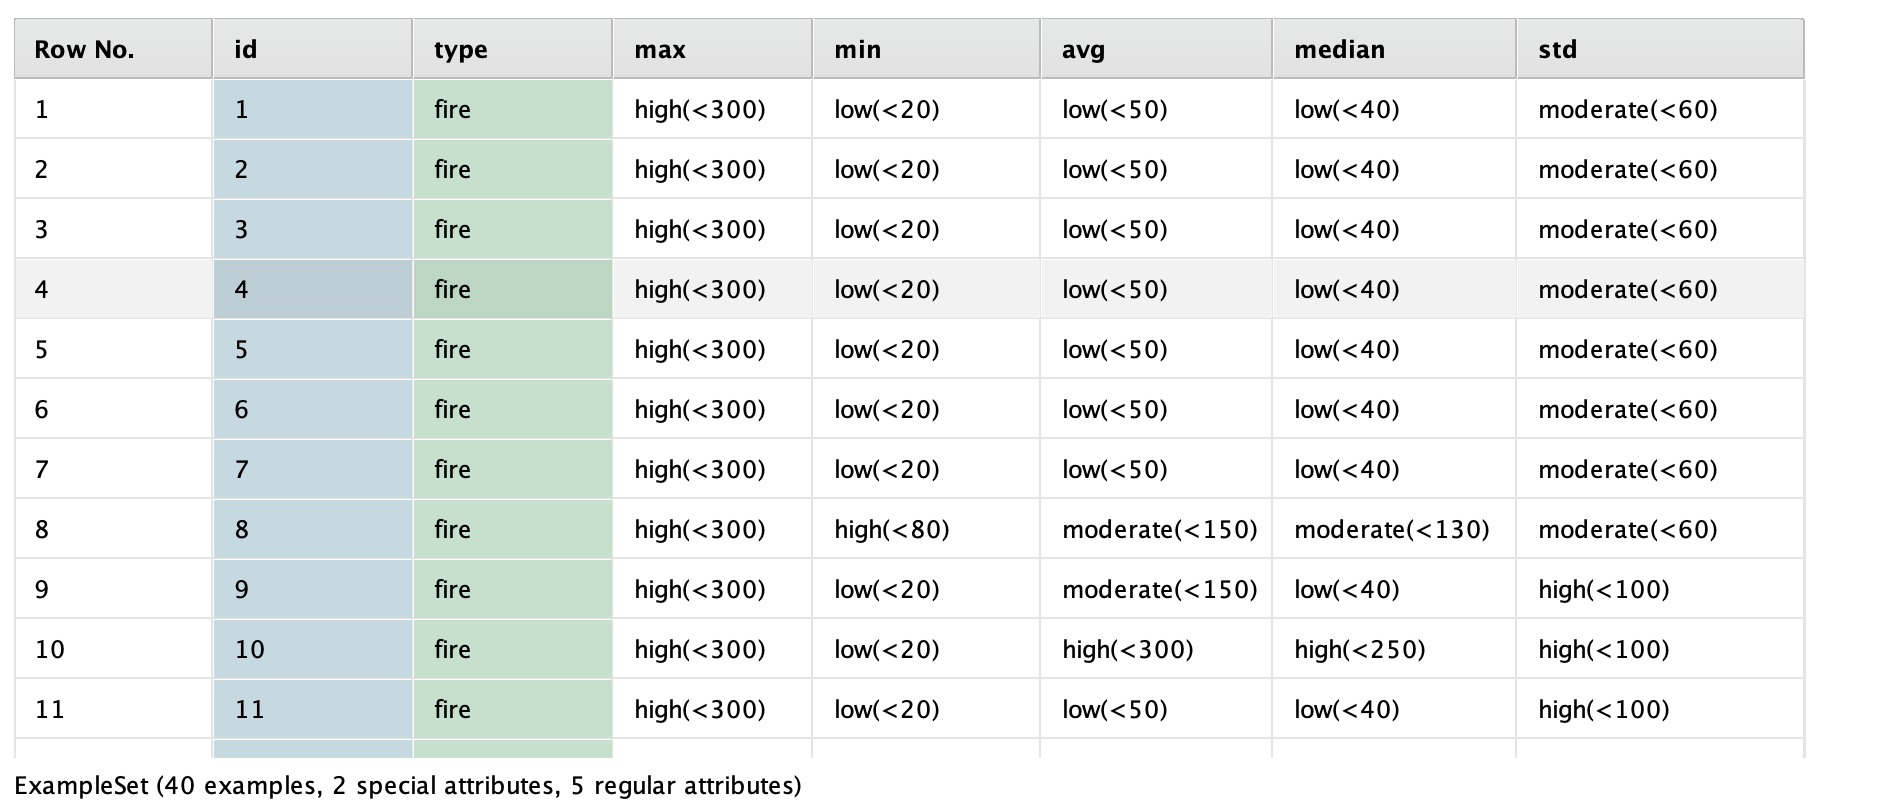 Row No. id type max min avg median std
1 1 fire high(<300) low(<20) low(<50) low(<40) moderate(<60)
2 2 fire high(<300) low(<20) low(<50) low(<40) moderate(<60)
3 3 fire high(<300) low(<20) low(<50) low(<40) moderate(<60)
4 4 fire high(<300) low(<20) low(<50) low(<40) moderate(<60)
5 5 fire high(<300) low(<20) low(<50) low(<40) moderate(<60)
6 6 fire high(<300) low(<20) low(<50) low(<40) moderate(<60)
7 7 fire high(<300) low(<20) low(<50) low(<40) moderate(<60)
8 8 fire high(<300) high(<80) moderate(<150) moderate(<130) moderate(<60)
9 9 fire high(<300) low(<20) moderate(<150) low(<40) high(<100)
10 10 fire high(<300) low(<20) high(<300) high(<250) high(<100)
11 11 fire high(<300) low(<20) low(<50) low(<40) high(<100)
ExampleSet (40 examples, 2 special attributes, 5 regular attributes)